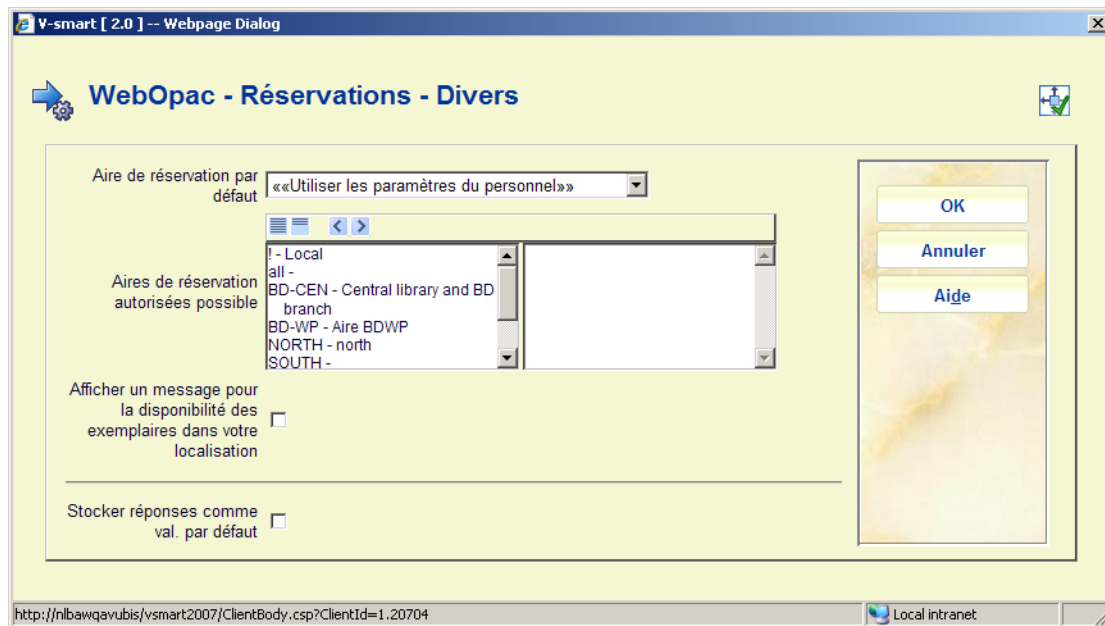 V-smart [ 2.0 ] -- Webpage Dialog
WebOpac - Réservations - Divers
Aire de réservation par
défaut
««Utiliser les paramètres du personnel»»
Aires de réservation
autorisées possible
! - Local
all -
BD-CEN - Central library and BD
branch
BD-WP - Aire BDWP
NORTH - north
SOUTH -
Afficher un message pour
la disponibilité des
exemplaires dans votre
localisation
Stocker réponses comme
val. par défaut
OK
Annuler
Aide
http://nlbawqavubis/vsmart2007/ClientBody.csp?ClientId=1.20704
Local intranet